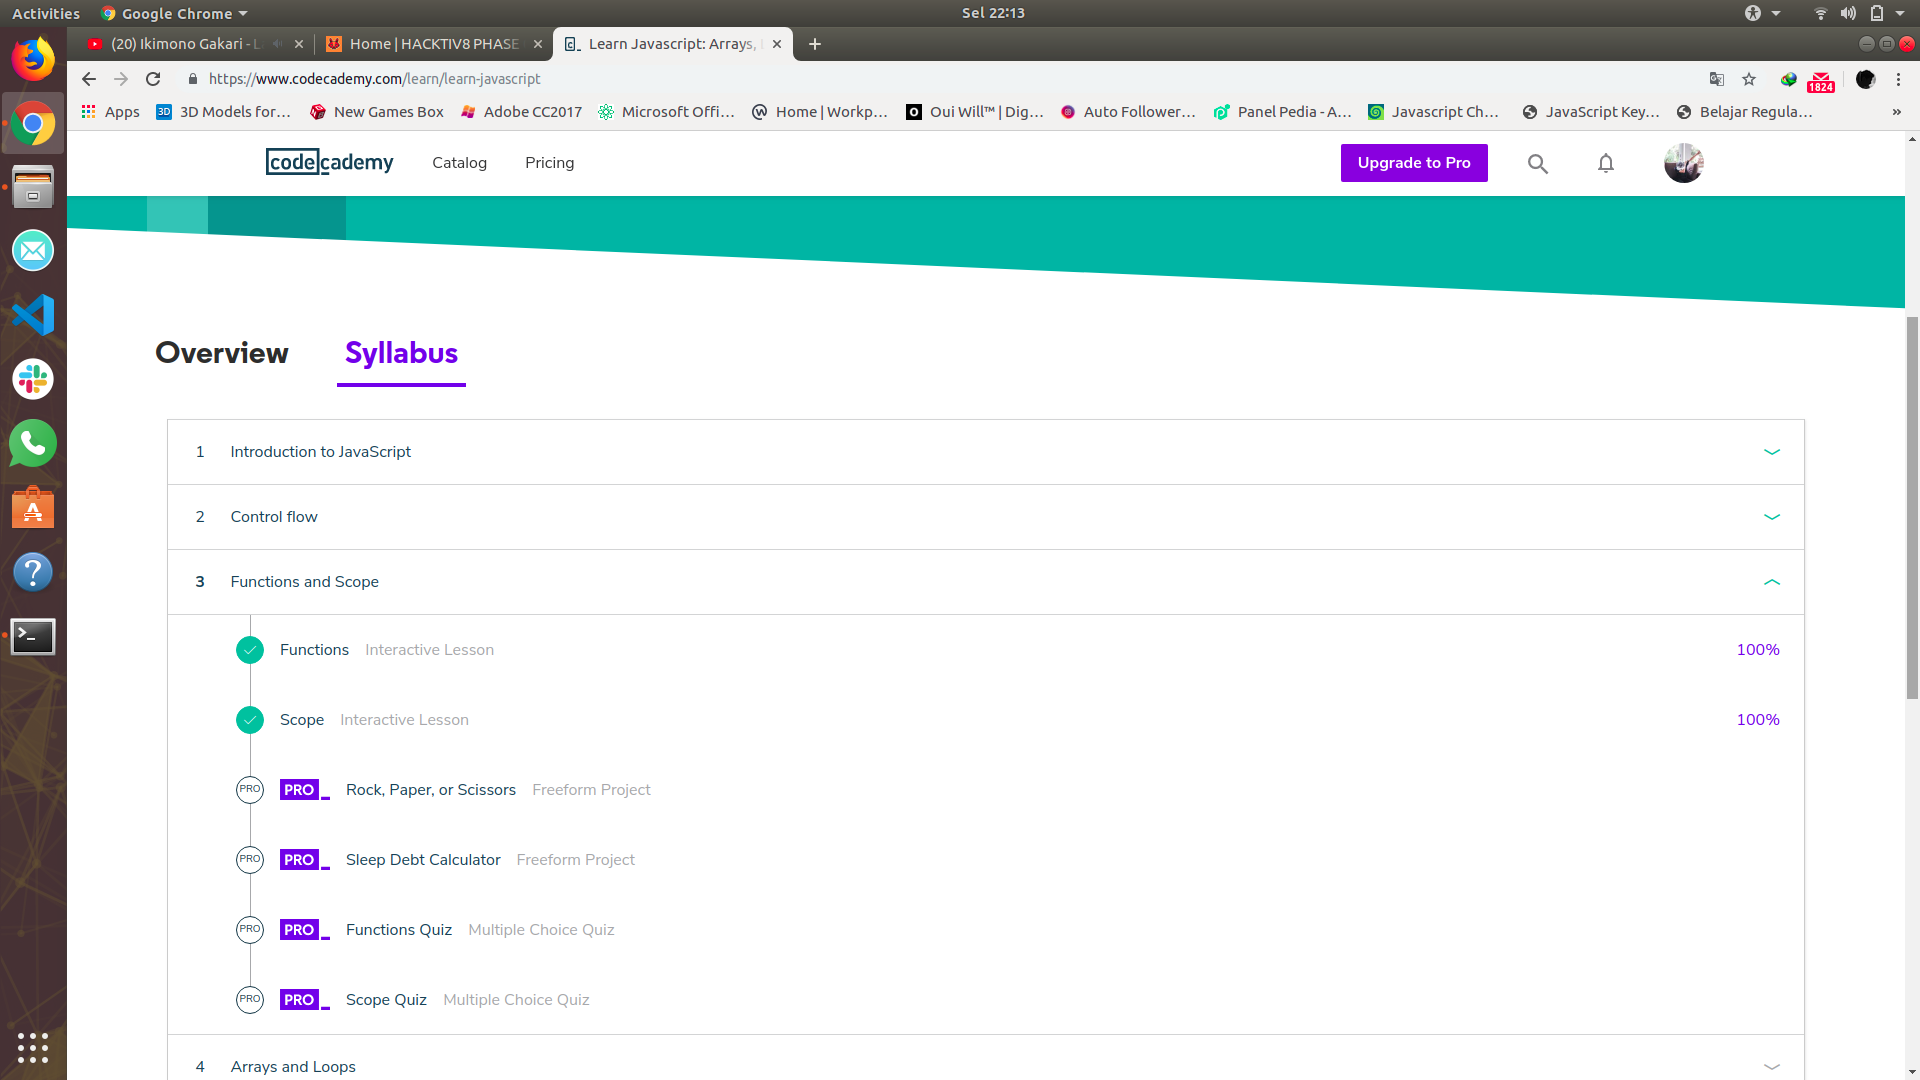 Activities
Google Chrome
Sel 22:13
(20) Ikimono Gakari - L
Home | HACKTIV8 PHASE
Learn Javascript: Arrays,
https://www.codecademy.com/learn/learn-javascript
1824
Apps
3D Models for…
New Games Box
Adobe CC2017
Microsoft Offi…
Home | Workp…
Oui Will™ | Dig…
Auto Follower…
Panel Pedia - A…
Javascript Ch…
JavaScript Key…
Belajar Regula…
»
codecademy
Catalog
Pricing
Upgrade to Pro
Overview
Syllabus
1 Introduction to JavaScript
2 Control flow
3 Functions and Scope
Functions Interactive Lesson 100%
Scope Interactive Lesson 100%
PRO PRO_ Rock, Paper, or Scissors Freeform Project
PRO PRO_ Sleep Debt Calculator Freeform Project
PRO PRO_ Functions Quiz Multiple Choice Quiz
PRO PRO_ Scope Quiz Multiple Choice Quiz
4 Arrays and Loops